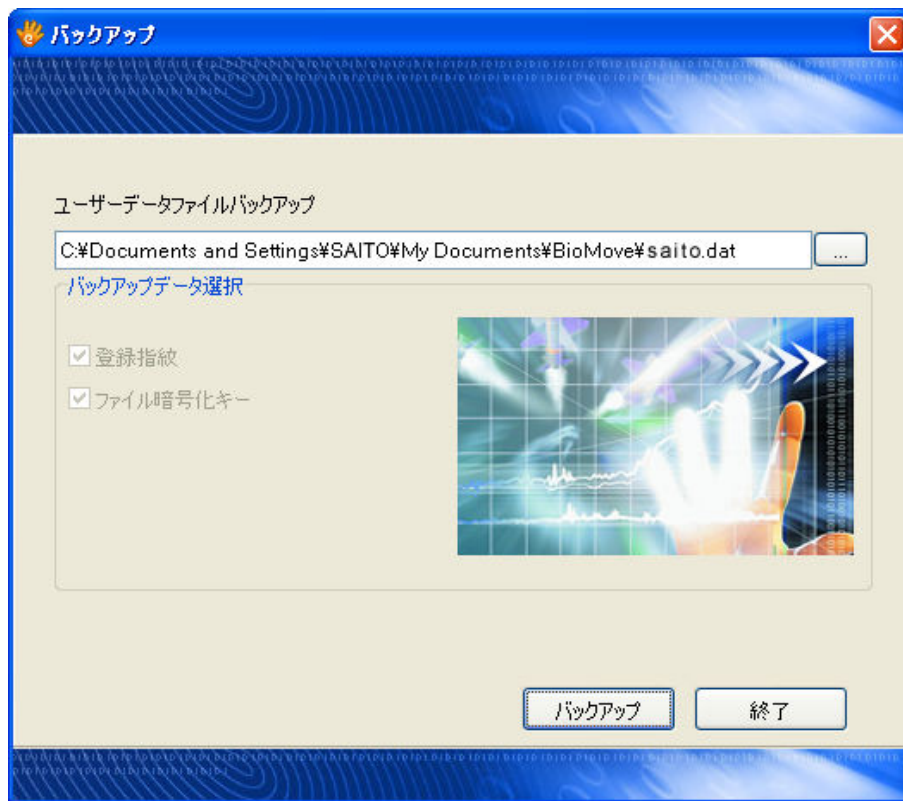 バックアップ
ユーザーデータファイルバックアップ
C:¥Documents and Settings¥SAITO¥My Documents¥BioMove¥saito.dat
...
バックアップデータ選択
登録指紋
ファイル暗号化キー
バックアップ
終了